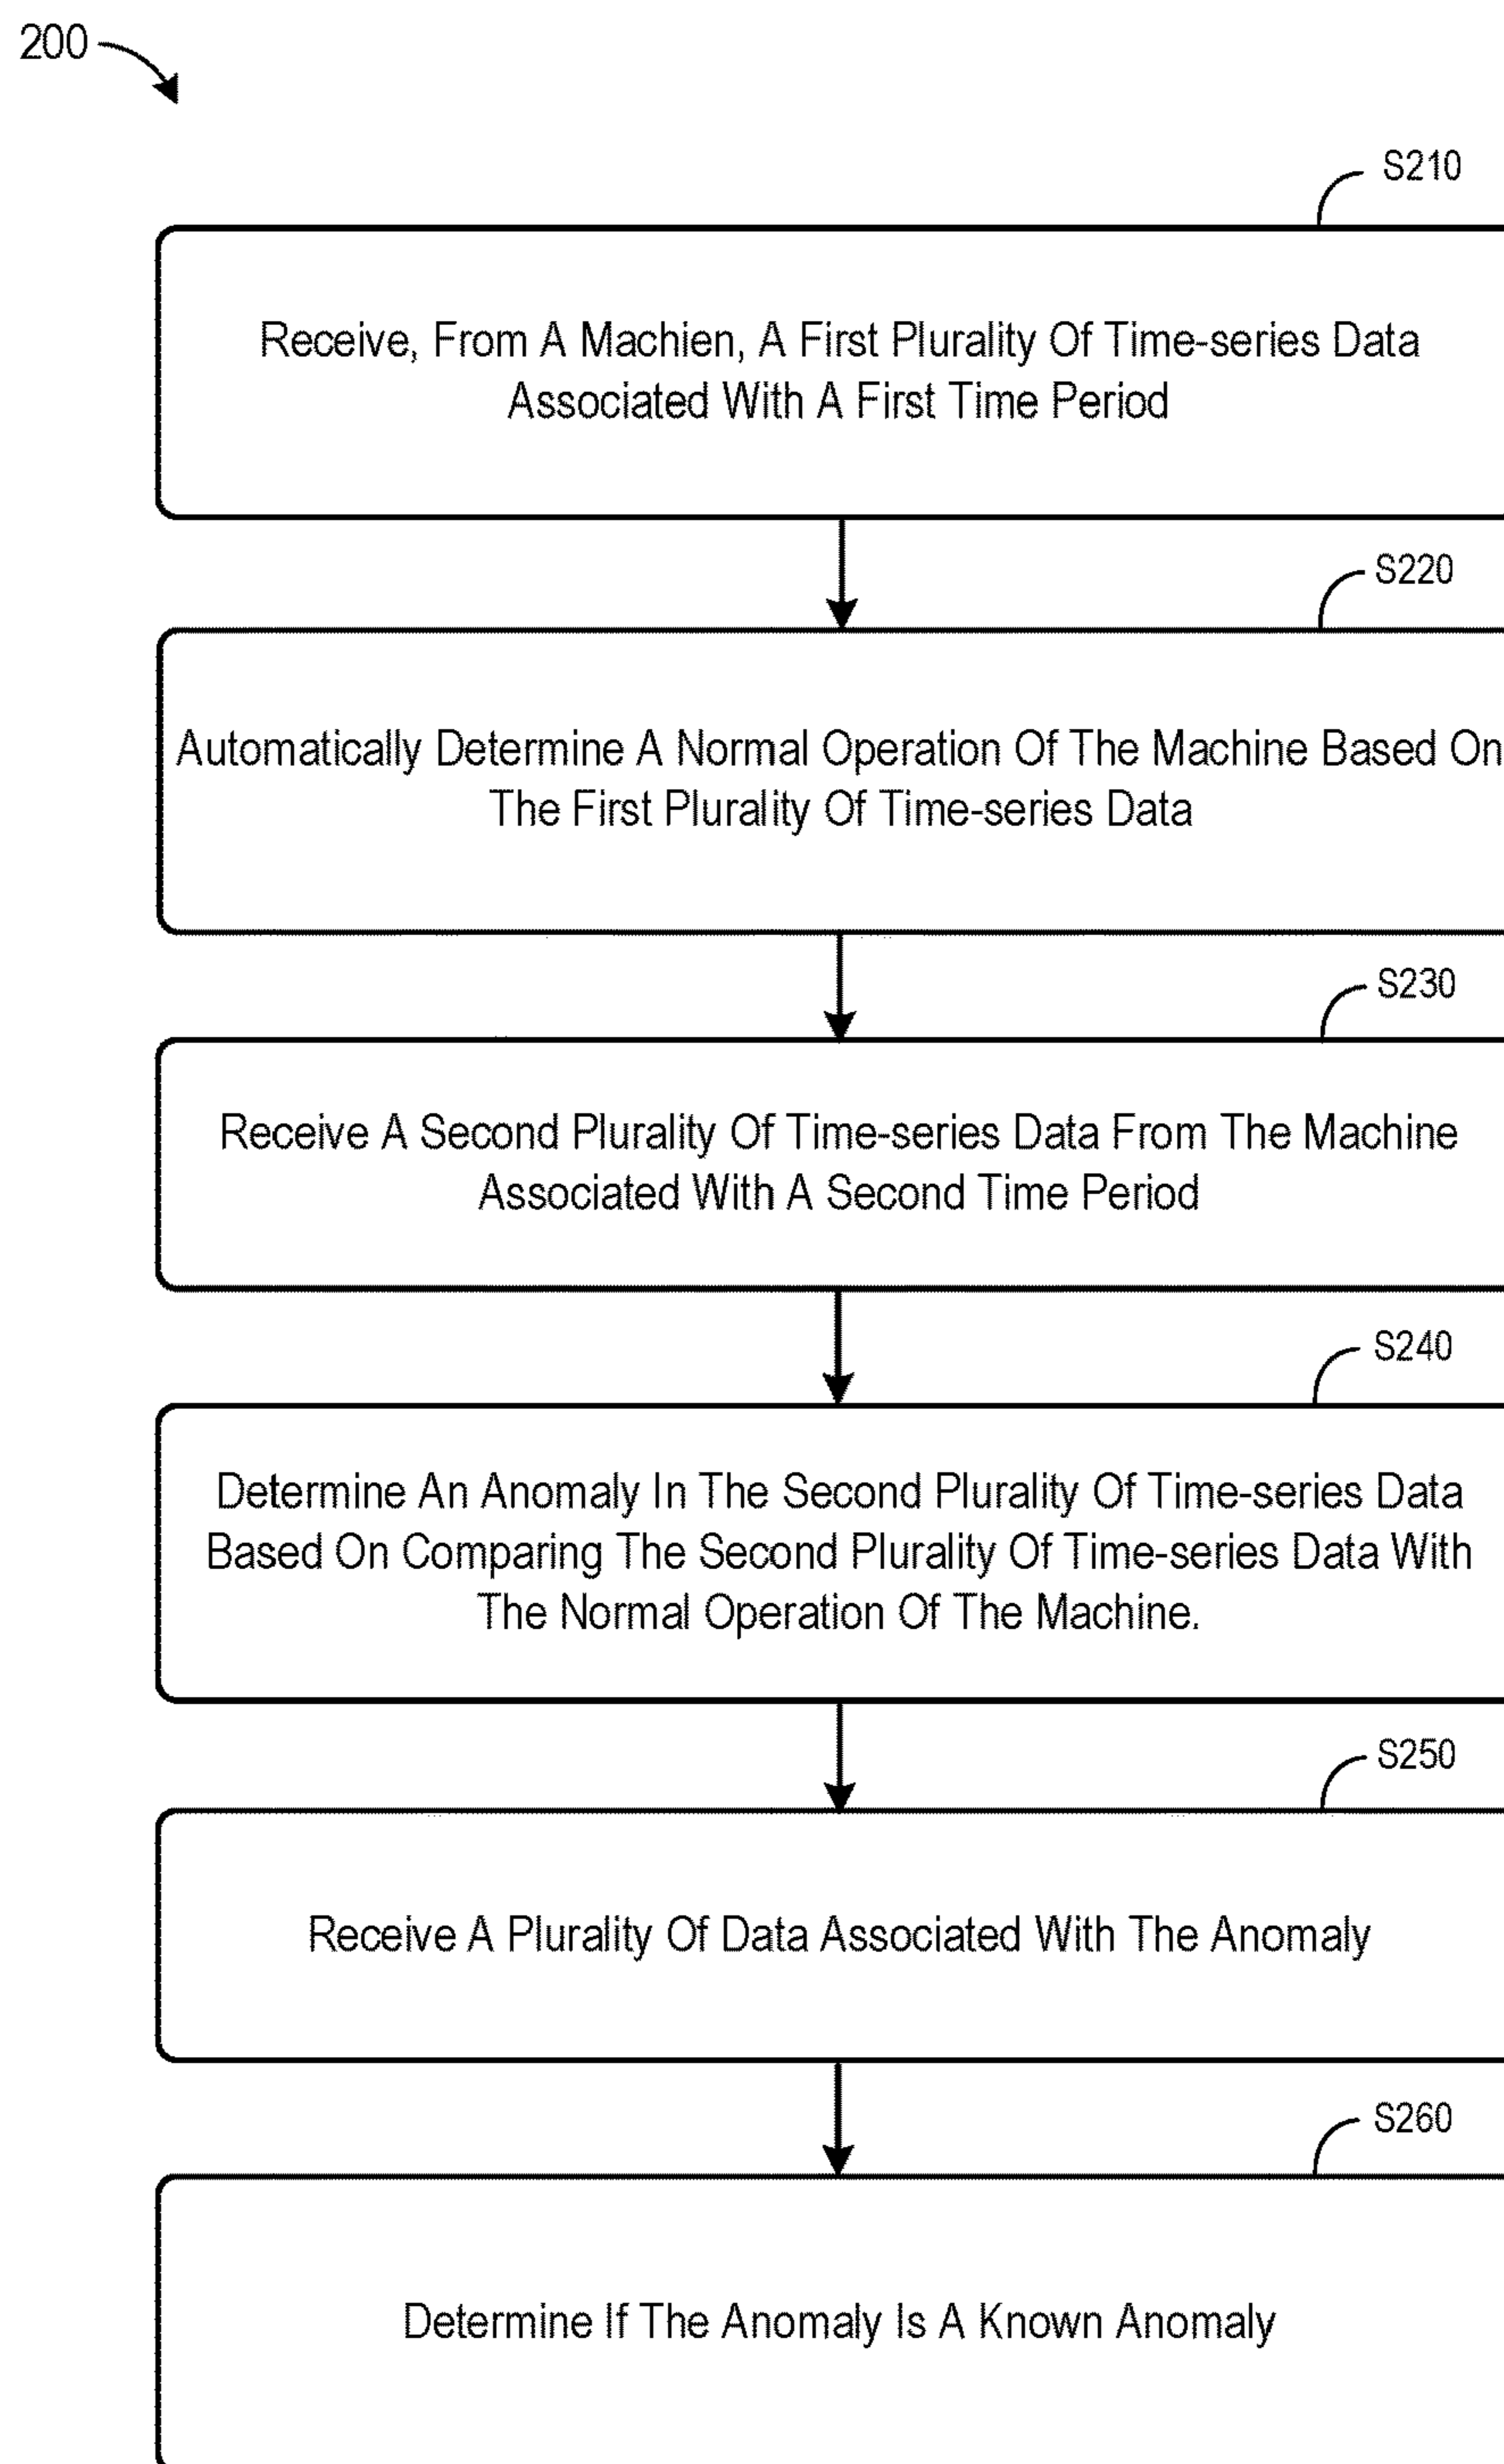 200
S210
Receive, From A Machien, A First Plurality Of Time-series Data
Associated With A First Time Period
S220
Automatically Determine A Normal Operation Of The Machine Based On
The First Plurality Of Time-series Data
S230
Receive A Second Plurality Of Time-series Data From The Machine
Associated With A Second Time Period
S240
Determine An Anomaly In The Second Plurality Of Time-series Data
Based On Comparing The Second Plurality Of Time-series Data With
The Normal Operation Of The Machine.
S250
Receive A Plurality Of Data Associated With The Anomaly
S260
Determine If The Anomaly Is A Known Anomaly